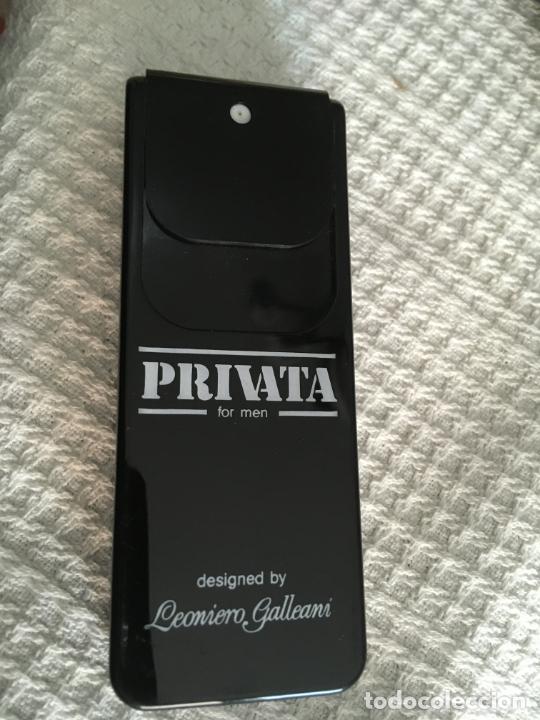 PRIVATA
for men
designed by
Leoniero Galleani
todocoleccion